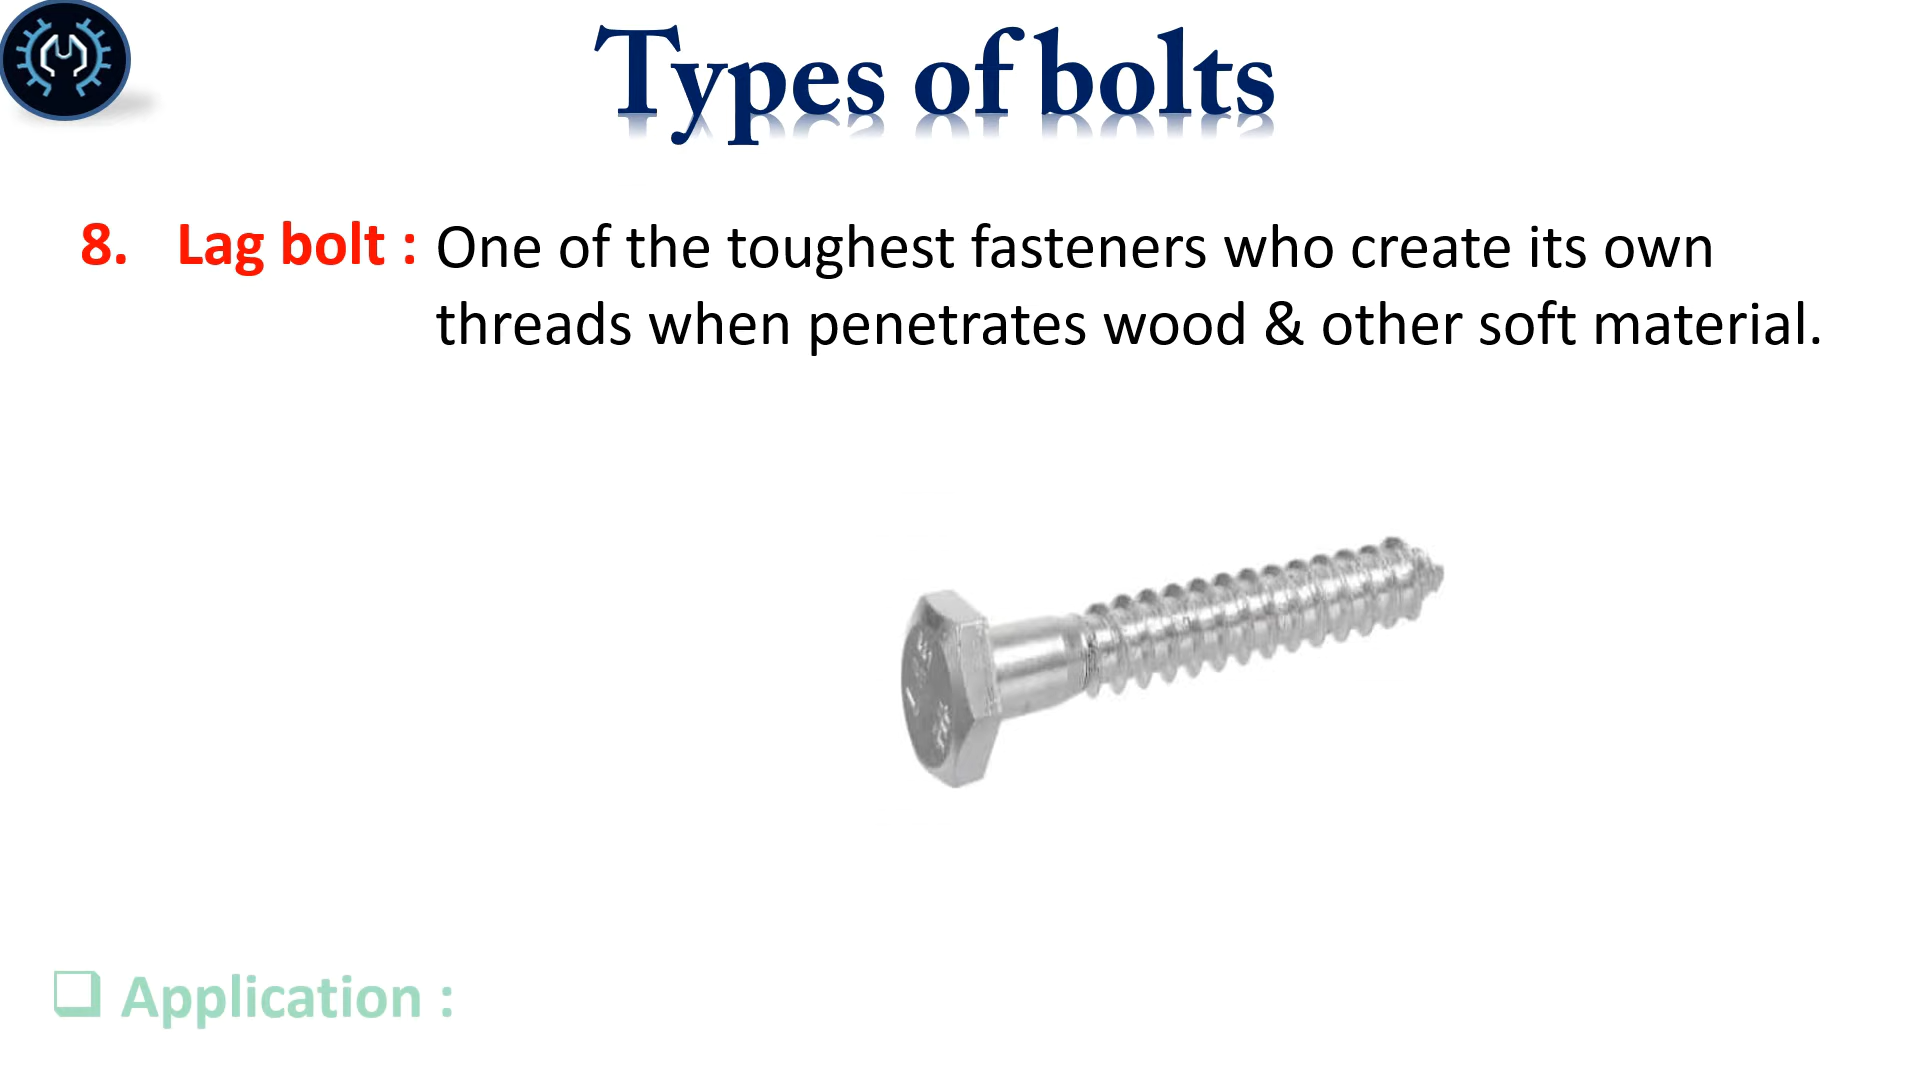 Types of bolts
8. Lag bolt : One of the toughest fasteners who create its own
threads when penetrates wood & other soft material.
❑ Application :